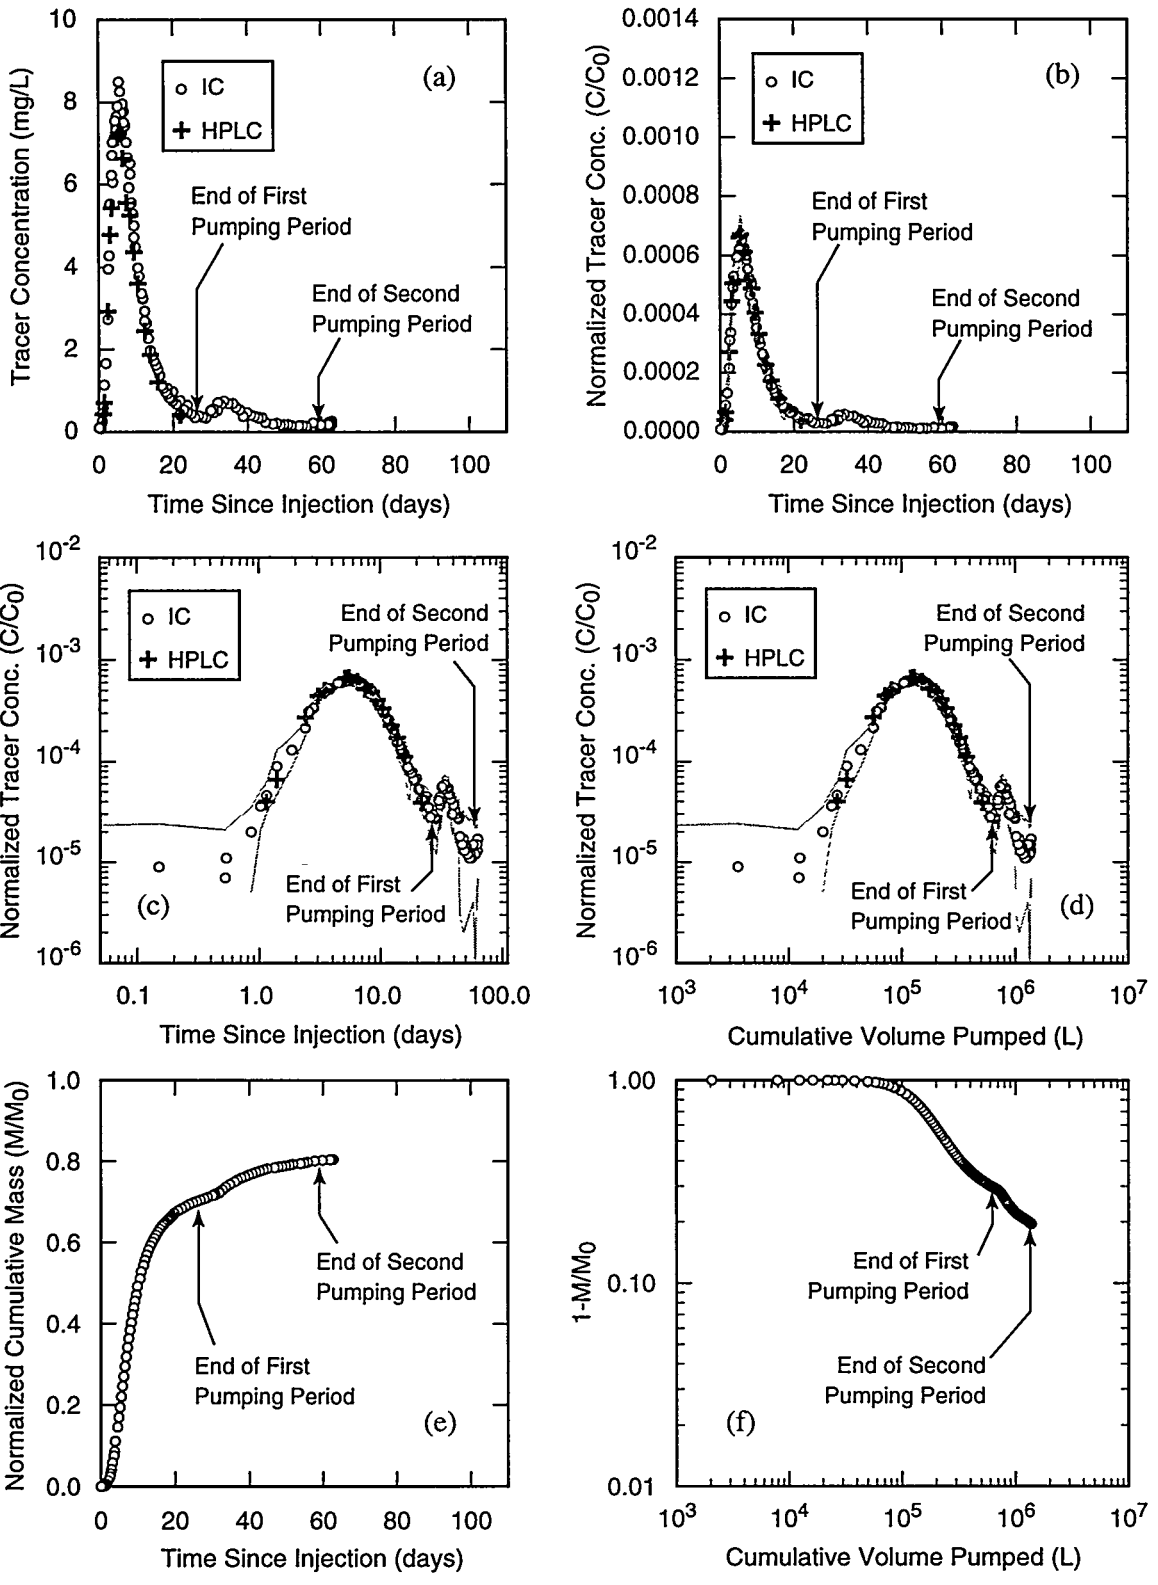 10
8
6
4
2
0
Tracer Concentration (mg/L)
IC
HPLC
(a)
End of First
Pumping Period
End of Second
Pumping Period
0 20 40 60 80 100
Time Since Injection (days)
0.0014
0.0012
0.0010
0.0008
0.0006
0.0004
0.0002
0.0000
Normalized Tracer Conc. (C/C0)
IC
HPLC
(b)
End of First
Pumping Period
End of Second
Pumping Period
0 20 40 60 80 100
Time Since Injection (days)
10-2
10-3
10-4
10-5
10-6
Normalized Tracer Conc. (C/C0)
IC
HPLC
End of Second
Pumping Period
End of First
Pumping Period
(c)
0.1 1.0 10.0 100.0
Time Since Injection (days)
10-2
10-3
10-4
10-5
10-6
Normalized Tracer Conc. (C/C0)
IC
HPLC
End of Second
Pumping Period
End of First
Pumping Period
(d)
103 104 105 106 107
Cumulative Volume Pumped (L)
1.0
0.8
0.6
0.4
0.2
0.0
Normalized Cumulative Mass (M/M0)
End of Second
Pumping Period
End of First
Pumping Period
(e)
0 20 40 60 80 100
Time Since Injection (days)
1.00
0.10
0.01
1-M/M0
End of First
Pumping Period
End of Second
Pumping Period
(f)
103 104 105 106 107
Cumulative Volume Pumped (L)